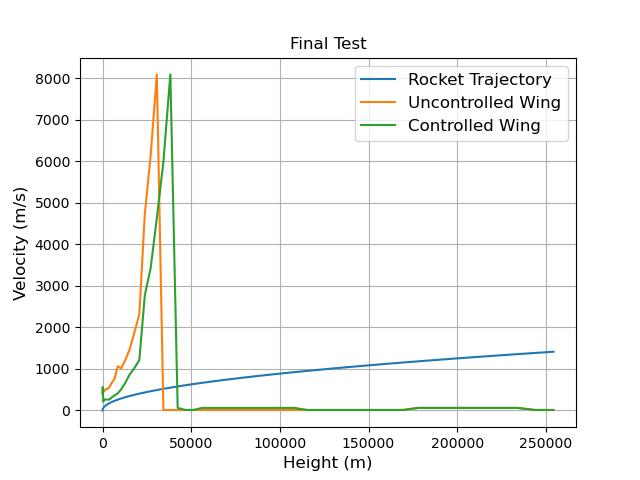 Final Test
Rocket Trajectory
Uncontrolled Wing
Controlled Wing
8000
7000
6000
5000
4000
3000
2000
1000
0
Velocity (m/s)
0 50000 100000 150000 200000 250000
Height (m)